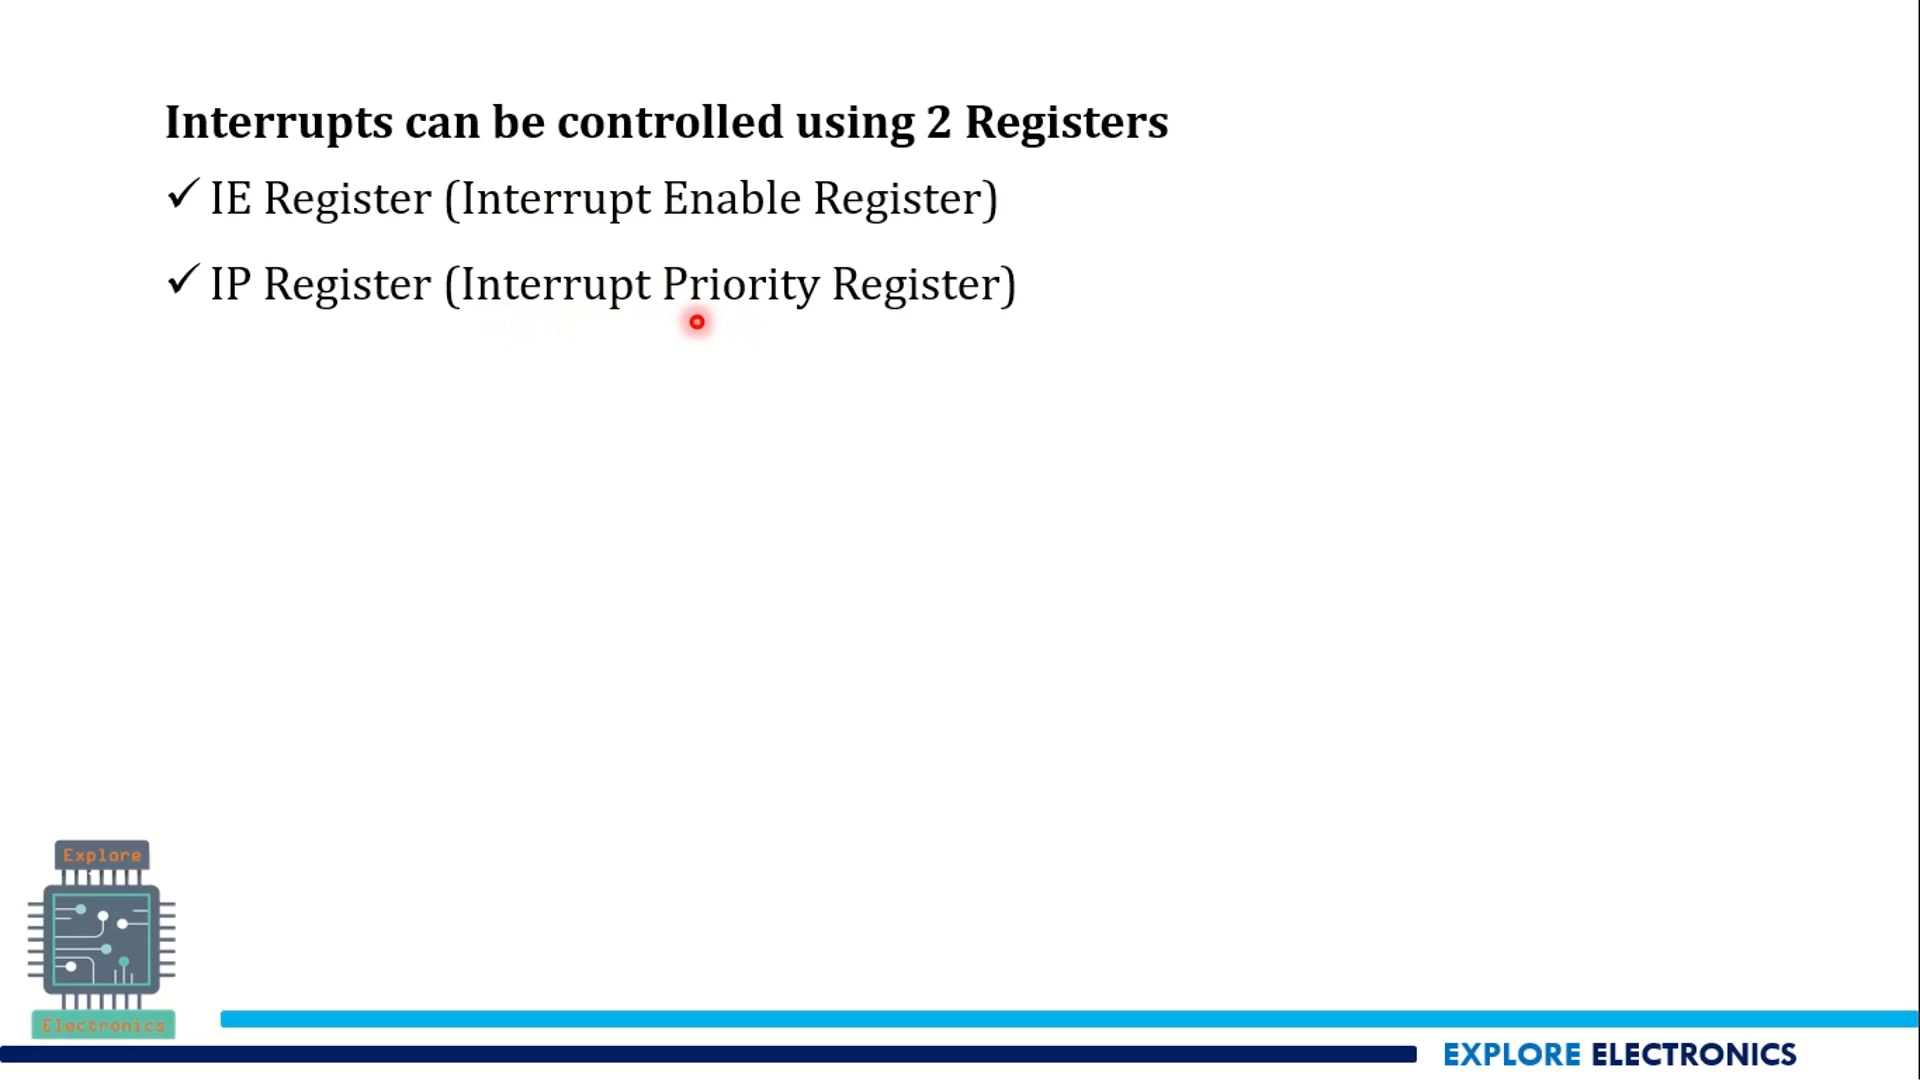 Interrupts can be controlled using 2 Registers
✓ IE Register (Interrupt Enable Register)
✓ IP Register (Interrupt Priority Register)
Explore
Electronics
EXPLORE ELECTRONICS